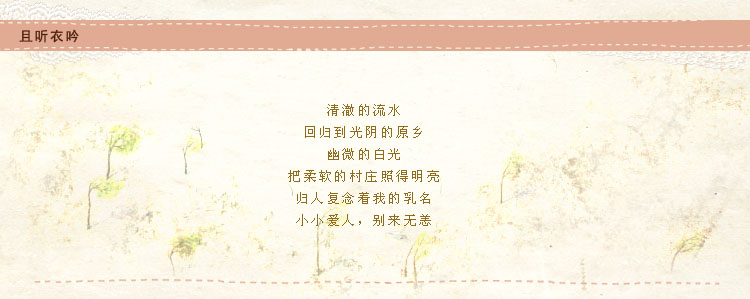 且听衣吟
清澈的流水
回归到光阴的原乡
幽微的白光
把柔软的村庄照得明亮
归人复念着我的乳名
小小爱人，别来无恙